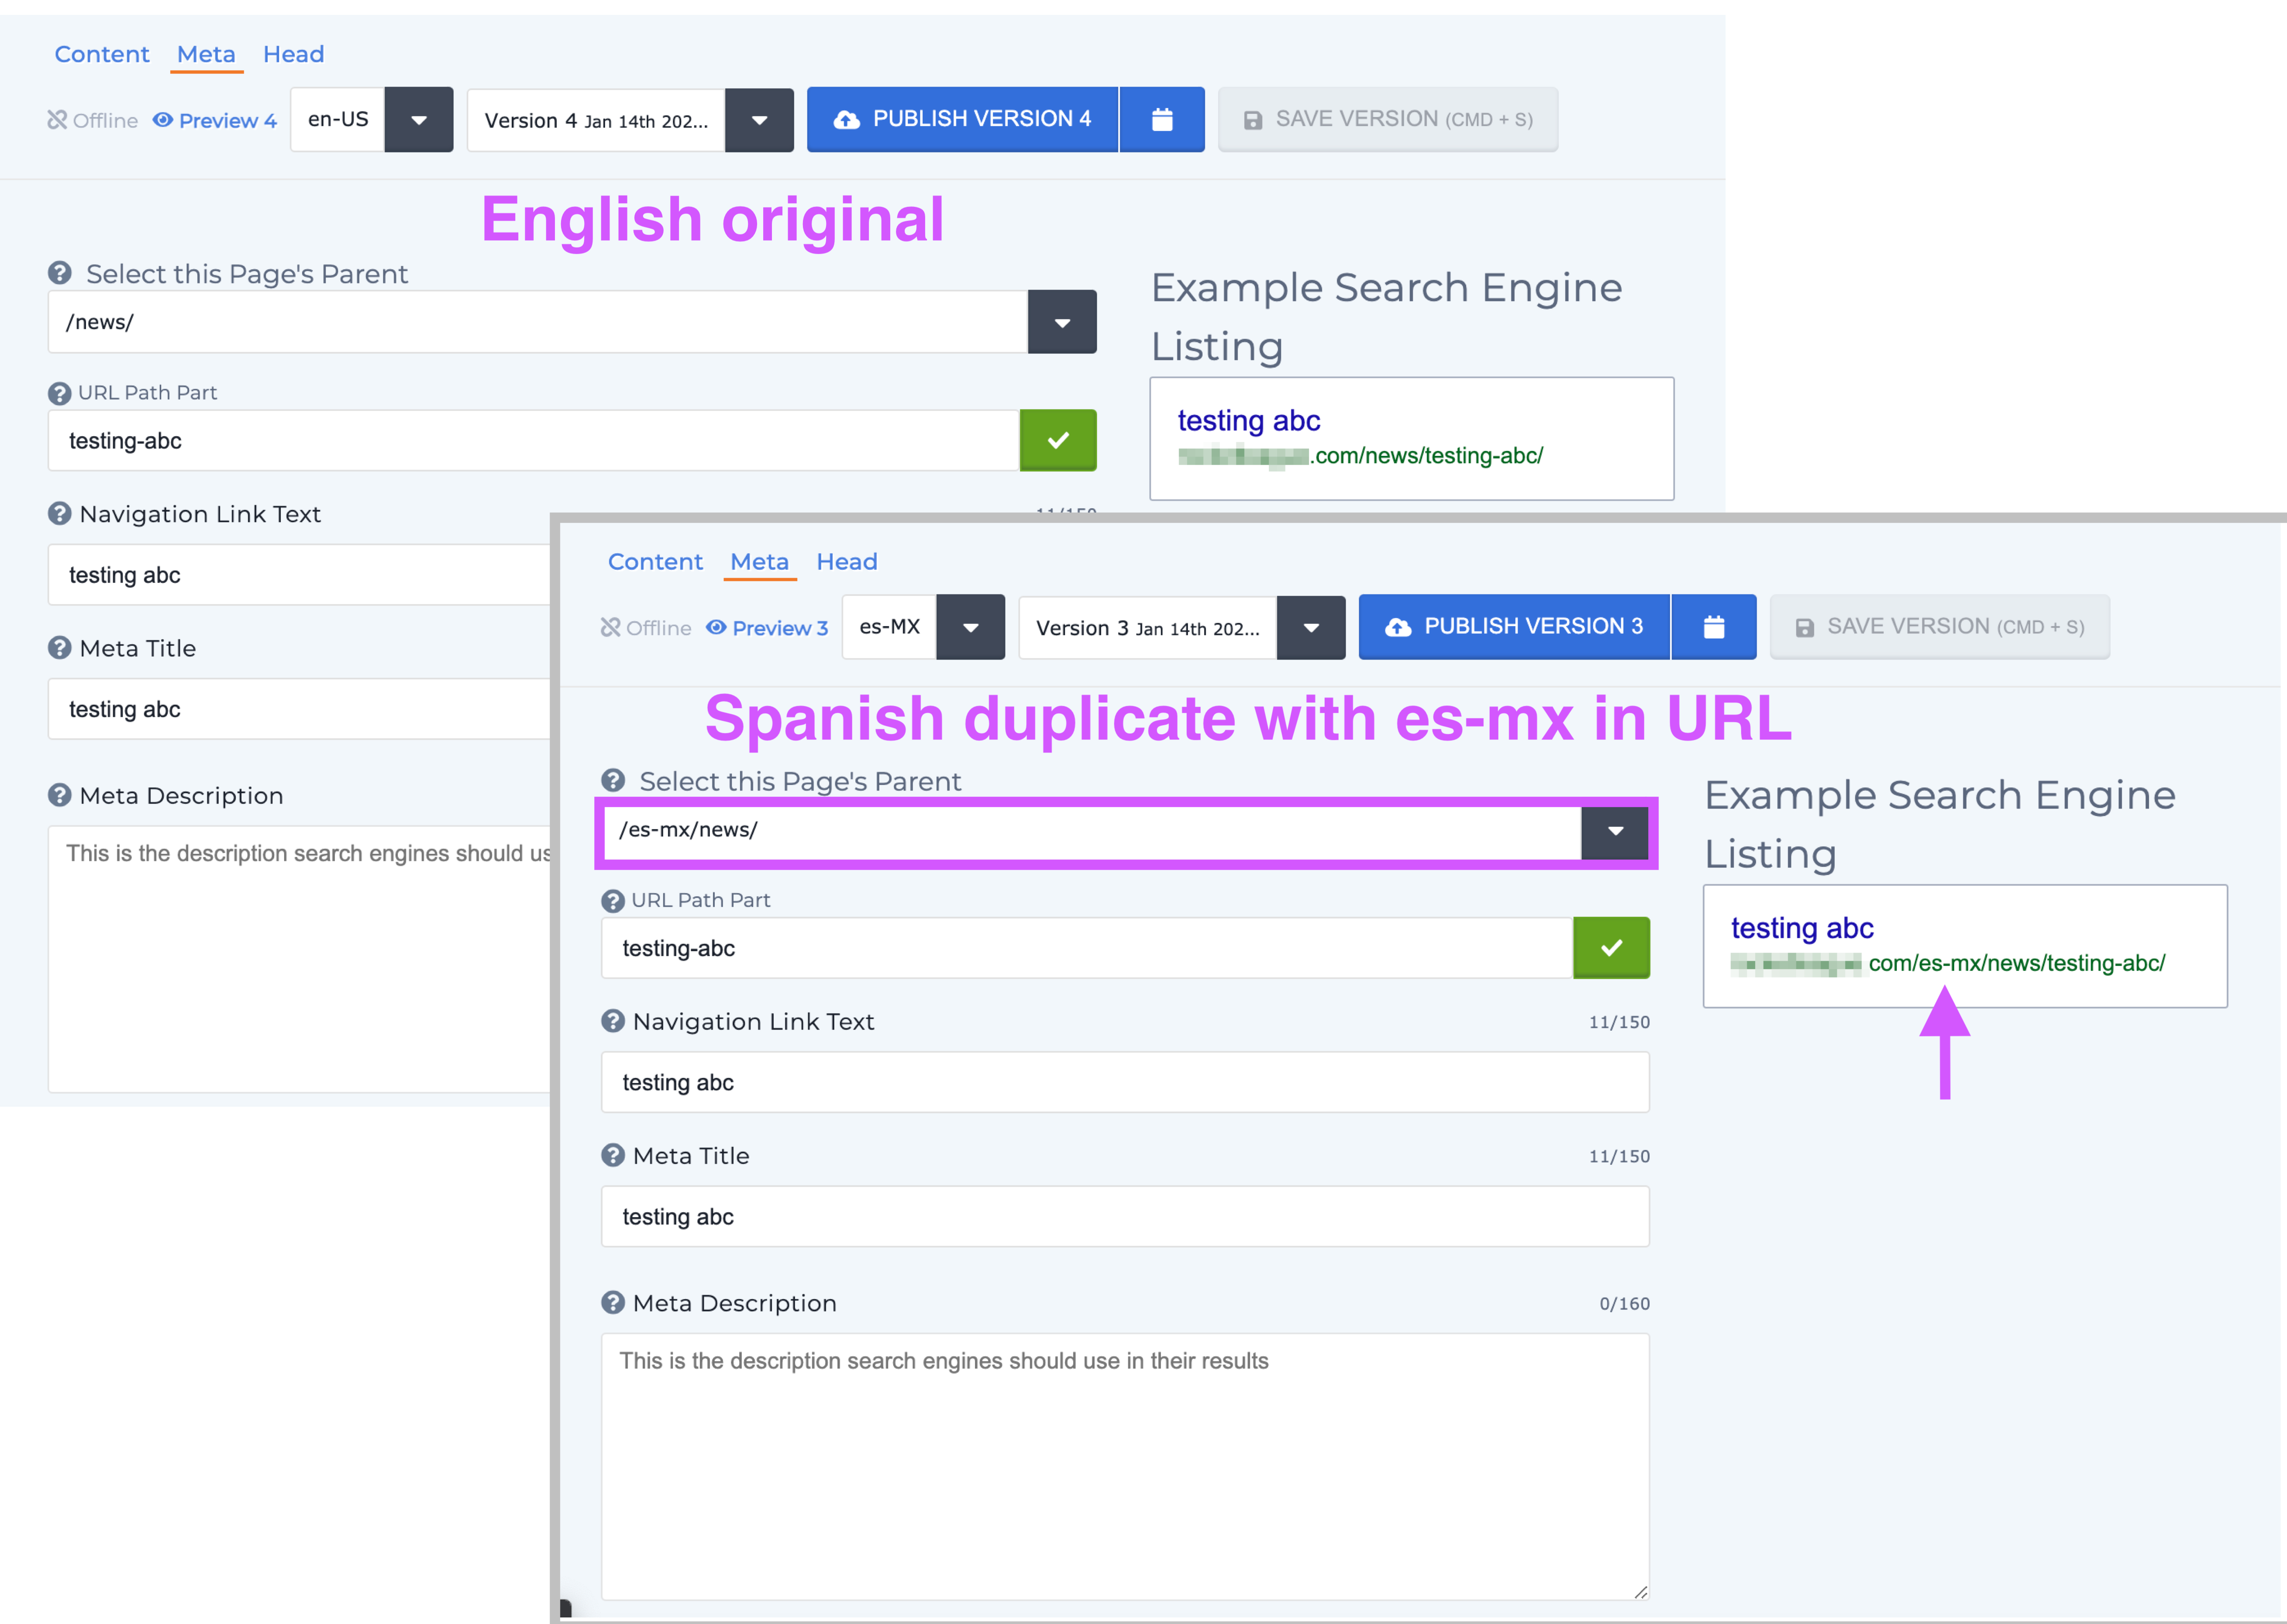 Content Meta Head
Offline Preview 4 en-US Version 4 Jan 14th 202... PUBLISH VERSION 4 SAVE VERSION (CMD + S)
English original
Select this Page's Parent
/news/
URL Path Part
testing-abc
Example Search Engine
Listing
testing abc
.com/news/testing-abc/
Navigation Link Text
11/150
testing abc
Meta Title
testing abc
Meta Description
This is the description search engines should us
Content Meta Head
Offline Preview 3 es-MX Version 3 Jan 14th 202... PUBLISH VERSION 3 SAVE VERSION (CMD + S)
Spanish duplicate with es-mx in URL
Select this Page's Parent
/es-mx/news/
URL Path Part
testing-abc
Example Search Engine
Listing
testing abc
com/es-mx/news/testing-abc/
Navigation Link Text 11/150
testing abc
Meta Title 11/150
testing abc
Meta Description 0/160
This is the description search engines should use in their results